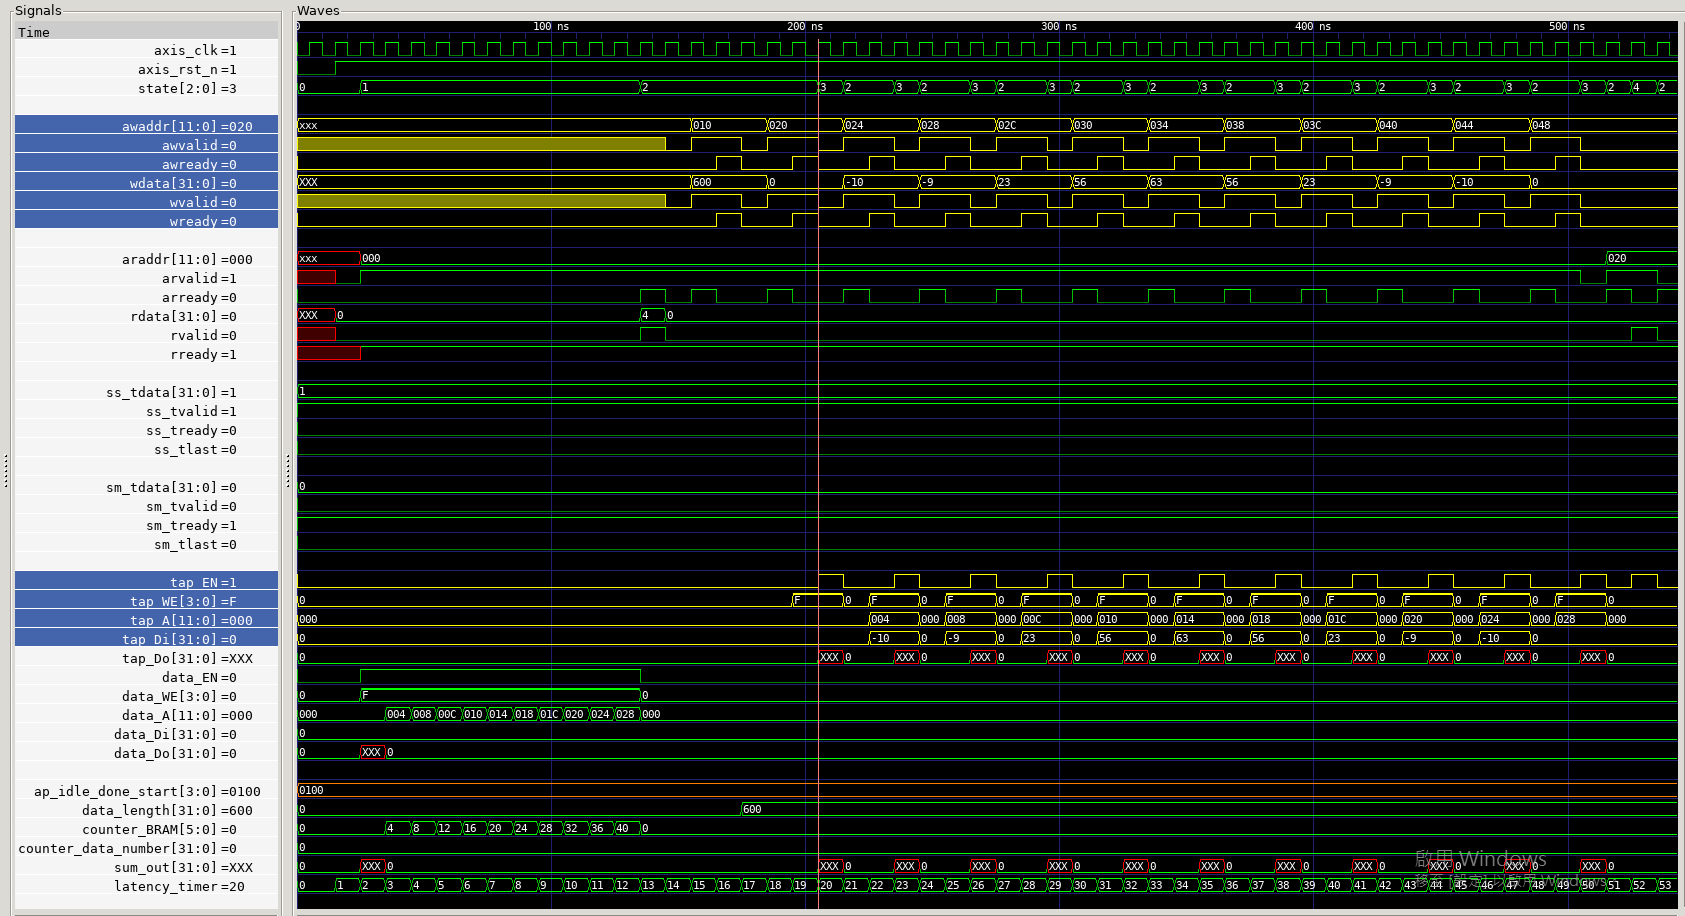 Signals
Waves
Time
0 100 ns 200 ns 300 ns 400 ns 500 ns
axis_clk =1
axis_rst_n =1
state[2:0] =3 0 1 2 3 2 3 2 3 2 3 2 3 2 3 2 3 2 3 2 3 2 3 2 3 2 4 2
awaddr[11:0] =020 xxx 010 020 024 028 02C 030 034 038 03C 040 044 048
awvalid =0
awready =0
wdata[31:0] =0 XXX 600 0 -10 -9 23 56 63 56 23 -9 -10 0
wvalid =0
wready =0
araddr[11:0] =000 xxx 000 020
arvalid =1
arready =0
rdata[31:0] =0 XXX 0 4 0
rvalid =0
rready =1
ss_tdata[31:0] =1 1
ss_tvalid =1
ss_tready =0
ss_tlast =0
sm_tdata[31:0] =0 0
sm_tvalid =0
sm_tready =1
sm_tlast =0
tap_EN =1
tap_WE[3:0] =F 0 F 0 F 0 F 0 F 0 F 0 F 0 F 0 F 0 F 0 F 0 F 0
tap_A[11:0] =000 000 004 000 008 000 00C 000 010 000 014 000 018 000 01C 000 020 000 024 000 028 000
tap_Di[31:0] =0 0 -10 0 -9 0 23 0 56 0 63 0 56 0 23 0 -9 0 -10 0
tap_Do[31:0] =XXX 0 XXX 0 XXX 0 XXX 0 XXX 0 XXX 0 XXX 0 XXX 0 XXX 0 XXX 0 XXX 0 XXX 0
data_EN =0
data_WE[3:0] =0 0 F 0
data_A[11:0] =000 000 004 008 00C 010 014 018 01C 020 024 028 000
data_Di[31:0] =0 0
data_Do[31:0] =0 0 XXX 0
ap_idle_done_start[3:0] =0100 0100
data_length[31:0] =600 0 600
counter_BRAM[5:0] =0 0 4 8 12 16 20 24 28 32 36 40 0
counter_data_number[31:0] =0 0
啟用 Windows
sum_out[31:0] =XXX 0 XXX 0 XXX 0 XXX 0 XXX 0 XXX 0 XXX 0 XXX 0 XXX 0 XXX 0 XXX 0 XXX 0 XXX 0
latency_timer =20 0 1 2 3 4 5 6 7 8 9 10 11 12 13 14 15 16 17 18 19 20 21 22 23 24 25 26 27 28 29 30 31 32 33 34 35 36 37 38 39 40 41 42 43 44 45 46 47 48 49 50 51 52 53